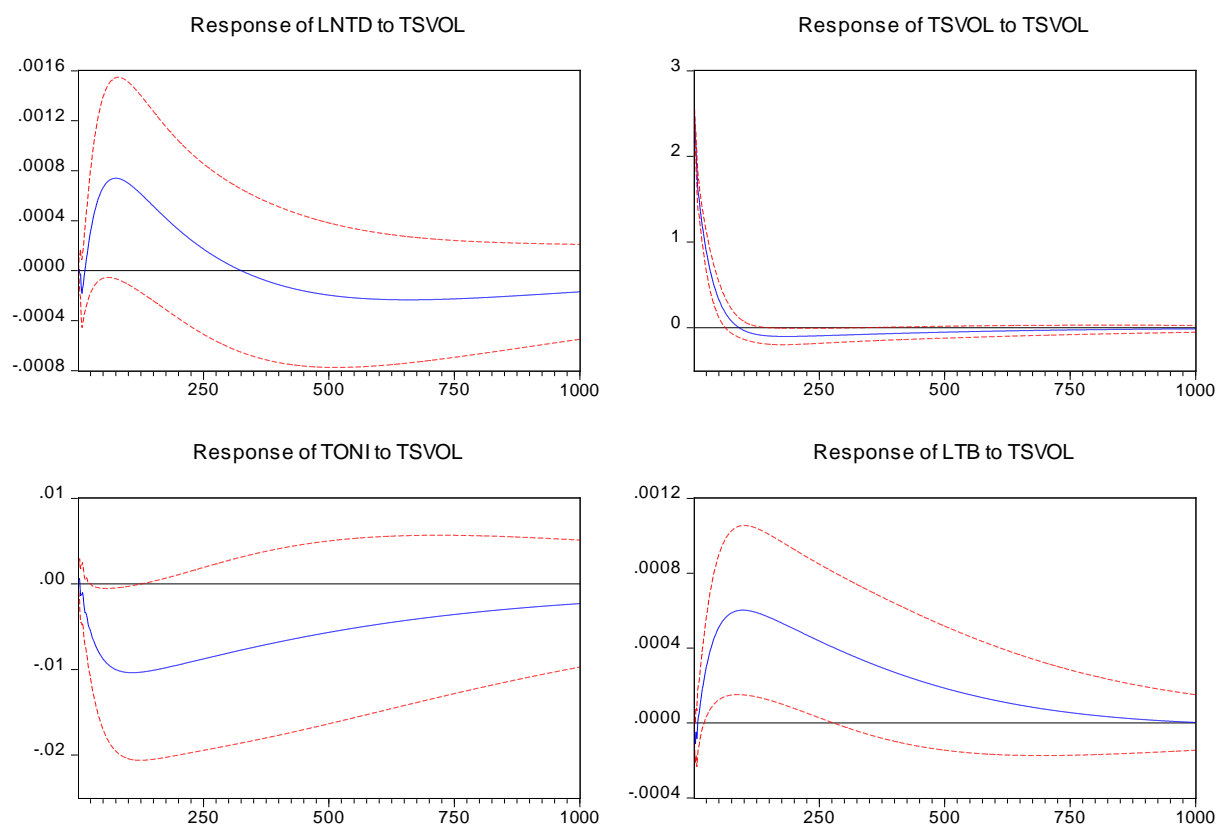 Response of LNTD to TSVOL
.0016
.0012
.0008
.0004
.0000
-.0004
-.0008
250 500 750 1000
Response of TSVOL to TSVOL
3
2
1
0
250 500 750 1000
Response of TONI to TSVOL
.01
.00
-.01
-.02
250 500 750 1000
Response of LTB to TSVOL
.0012
.0008
.0004
.0000
-.0004
250 500 750 1000